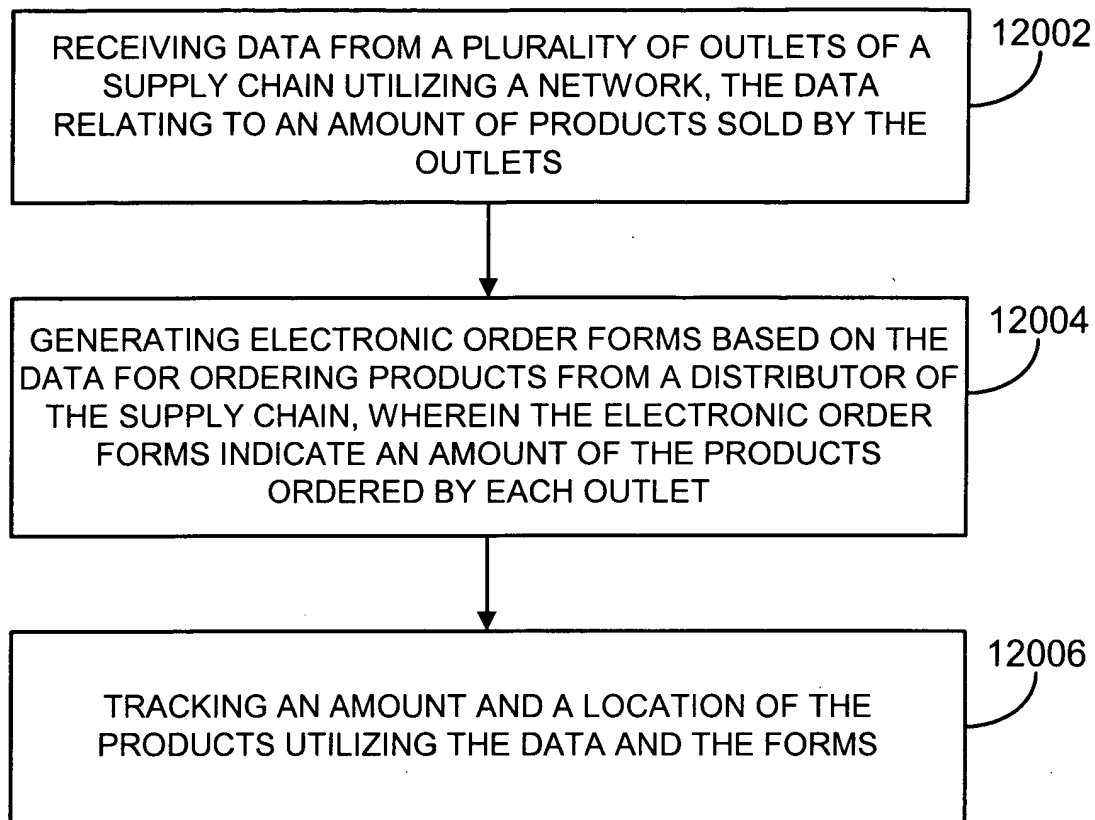 RECEIVING DATA FROM A PLURALITY OF OUTLETS OF A
SUPPLY CHAIN UTILIZING A NETWORK, THE DATA
RELATING TO AN AMOUNT OF PRODUCTS SOLD BY THE
OUTLETS
12002
GENERATING ELECTRONIC ORDER FORMS BASED ON THE
DATA FOR ORDERING PRODUCTS FROM A DISTRIBUTOR OF
THE SUPPLY CHAIN, WHEREIN THE ELECTRONIC ORDER
FORMS INDICATE AN AMOUNT OF THE PRODUCTS
ORDERED BY EACH OUTLET
12004
TRACKING AN AMOUNT AND A LOCATION OF THE
PRODUCTS UTILIZING THE DATA AND THE FORMS
12006